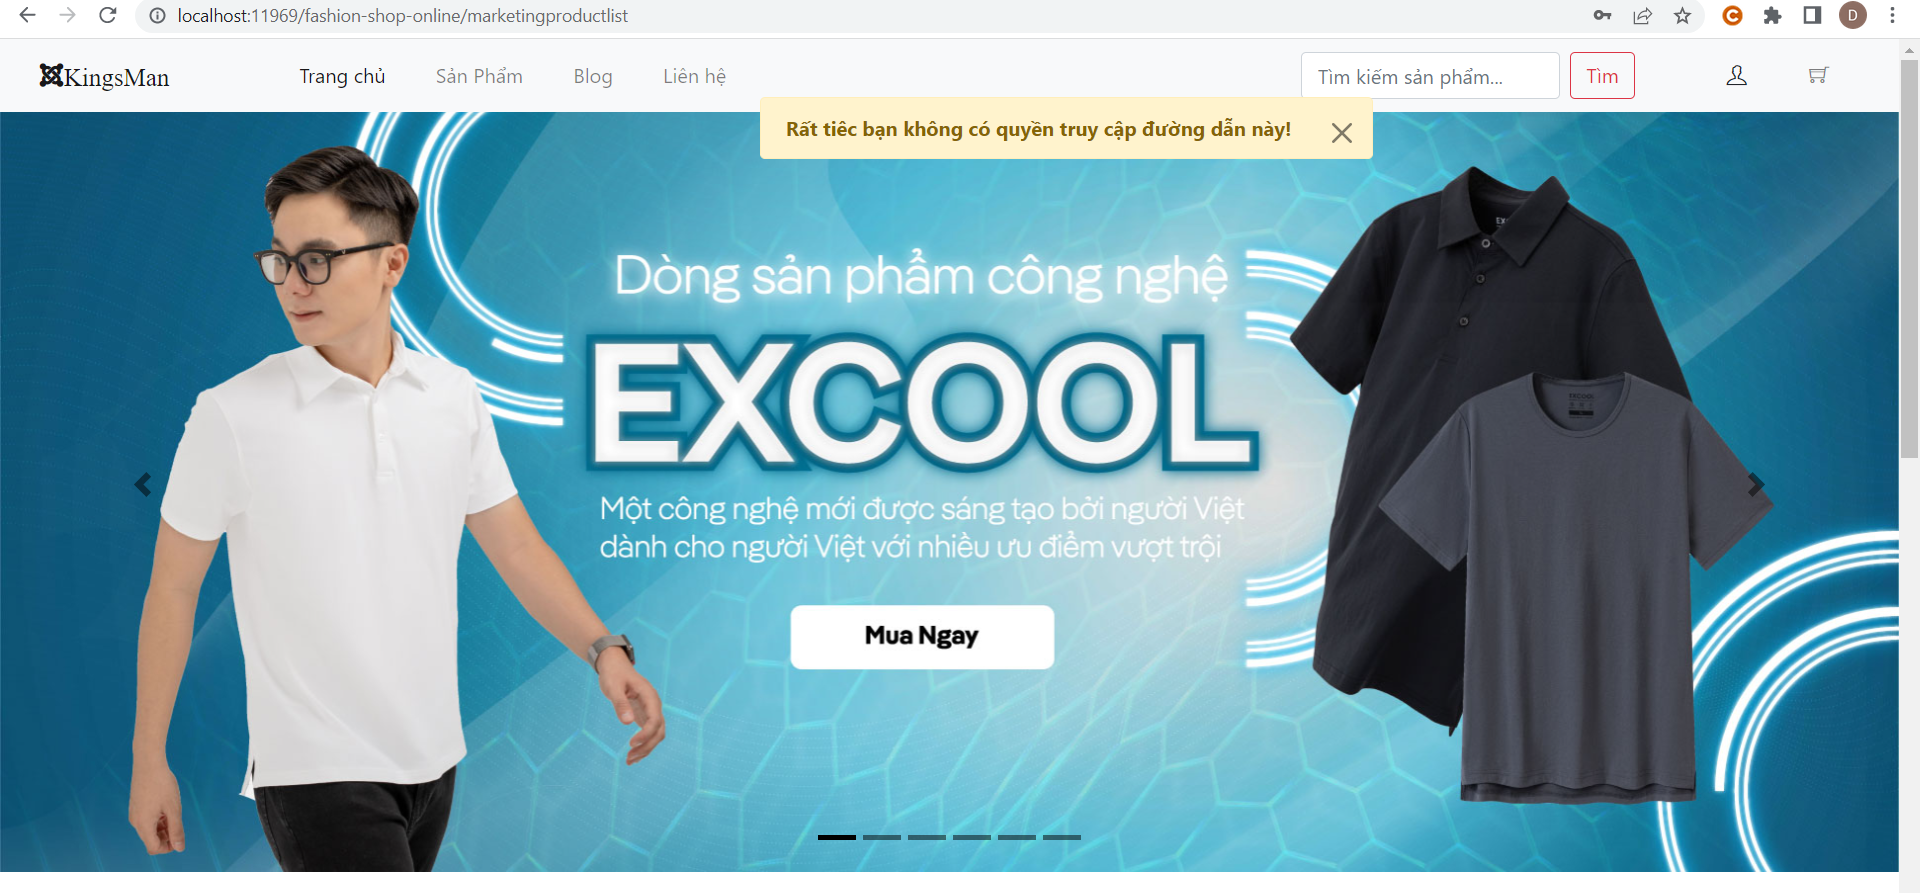 localhost:11969/fashion-shop-online/marketingproductlist
D
KingsMan
Trang chủ
Sản Phẩm
Blog
Liên hệ
Tìm kiếm sản phẩm...
Tìm
Rất tiêc bạn không có quyền truy cập đường dẫn này!
Dòng sản phẩm công nghệ
EXCOOL
Một công nghệ mới được sáng tạo bởi người Việt
dành cho người Việt với nhiều ưu điểm vượt trội
Mua Ngay
EXCOOL